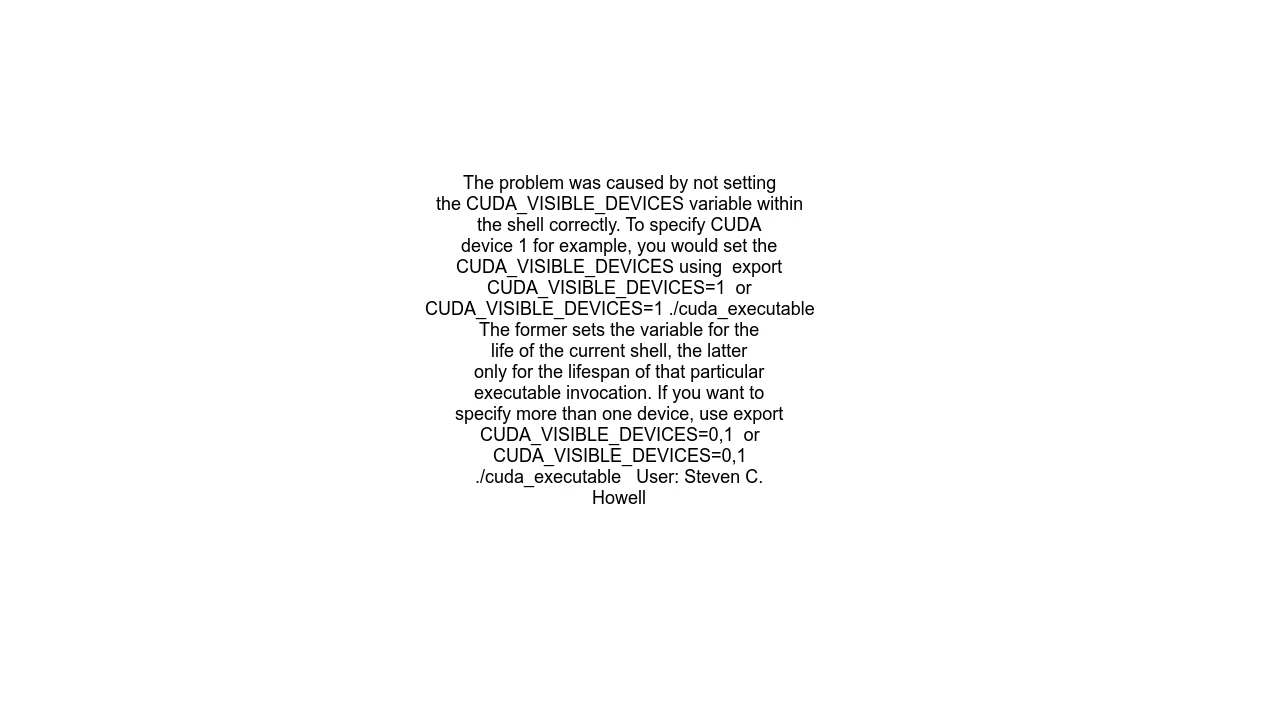 The problem was caused by not setting
the CUDA_VISIBLE_DEVICES variable within
the shell correctly. To specify CUDA
device 1 for example, you would set the
CUDA_VISIBLE_DEVICES using  export
CUDA_VISIBLE_DEVICES=1  or
CUDA_VISIBLE_DEVICES=1 ./cuda_executable
The former sets the variable for the
life of the current shell, the latter
only for the lifespan of that particular
executable invocation. If you want to
specify more than one device, use export
CUDA_VISIBLE_DEVICES=0,1  or
CUDA_VISIBLE_DEVICES=0,1
./cuda_executable   User: Steven C.
Howell